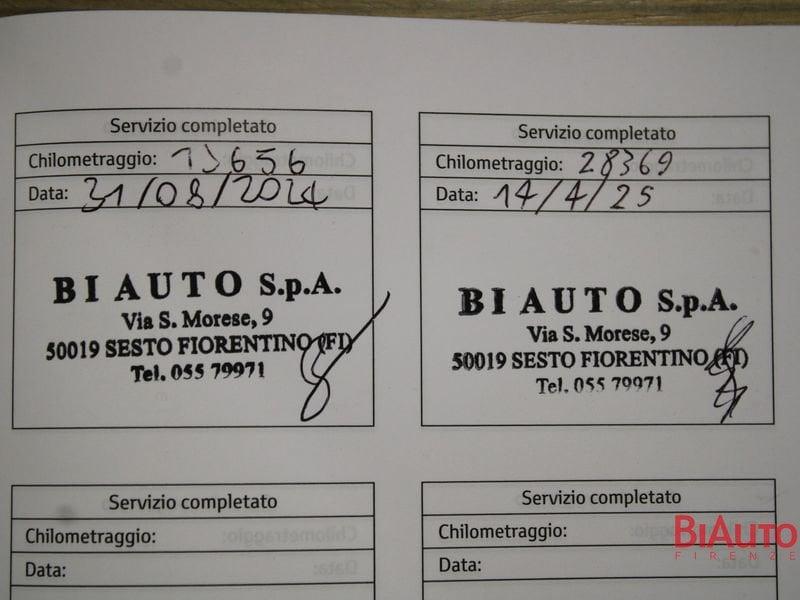 Servizio completato
Chilometraggio: 13656
Data: 31/08/2024
BI AUTO S.p.A.
Via S. Morese, 9
50019 SESTO FIORENTINO (FI)
Tel. 055 79971
Servizio completato
Chilometraggio: 28369
Data: 14/4/25
BI AUTO S.p.A.
Via S. Morese, 9
50019 SESTO FIORENTINO (FI)
Tel. 055 79971
Servizio completato
Chilometraggio:
Data:
Servizio completato
Chilometraggio:
Data:
BIAUTO
FIRENZE